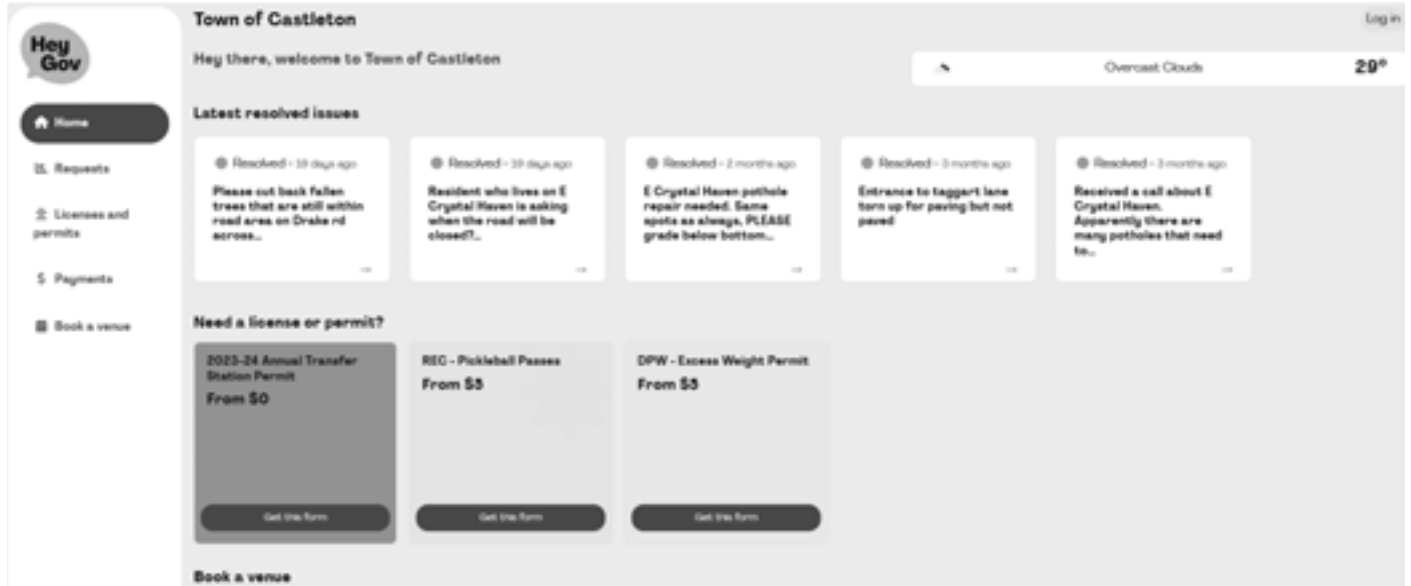 Hey
Gov
Home
Requests
Licenses and
permits
$ Payments
Book a venue
Town of Castleton
Log in
Hey there, welcome to Town of Castleton
Overcast Clouds
29°
Latest resolved issues
Resolved - 19 days ago
Please cut back fallen
trees that are still within
road area on Drake rd
across...
Resolved - 19 days ago
Resident who lives on E
Crystal Haven is asking
when the road will be
closed?...
Resolved - 2 months ago
E Crystal Haven pothole
repair needed. Same
spots as always. PLEASE
grade below bottom...
Resolved - 3 months ago
Entrance to taggart lane
torn up for paving but not
paved
Resolved - 3 months ago
Received a call about E
Crystal Haven.
Apparently there are
many potholes that need
to...
Need a license or permit?
2023-24 Annual Transfer
Station Permit
From $0
Get this form
REC - Pickleball Passes
From $5
Get this form
DPW - Excess Weight Permit
From $5
Get this form
Book a venue